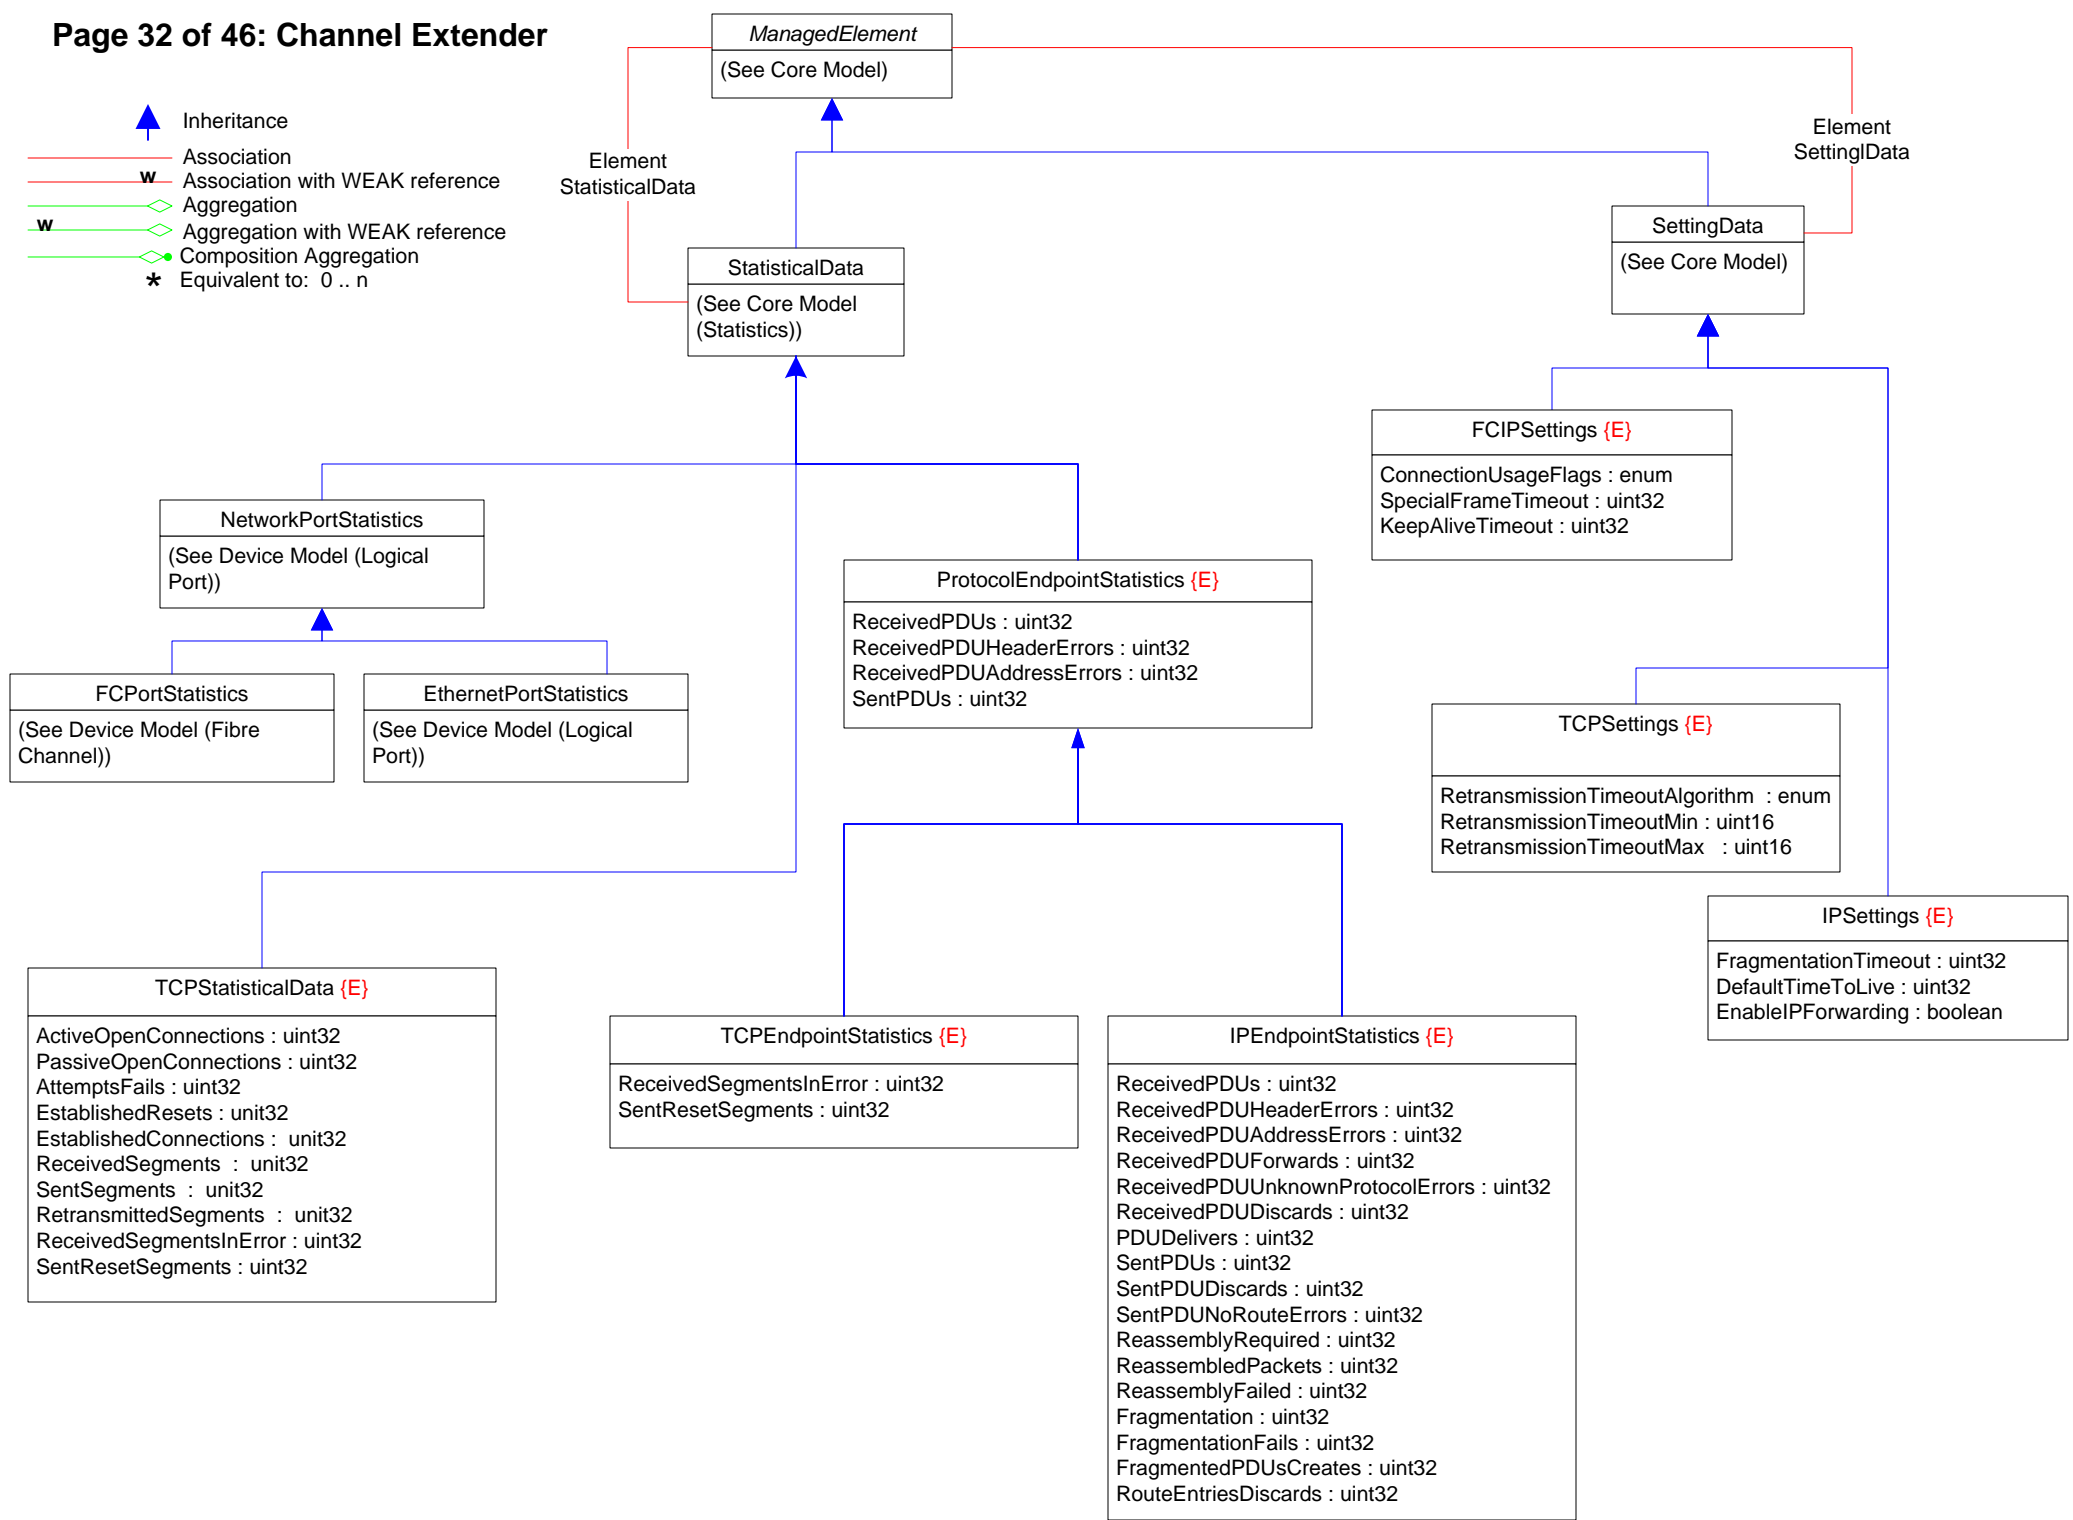 Page 32 of 46: Channel Extender
Inheritance
Association
w
Association with WEAK reference
Aggregation
w
Aggregation with WEAK reference
Composition Aggregation
* Equivalent to:  0 .. n
ManagedElement
(See Core Model)
Element
StatisticalData
Element
SettinglData
StatisticalData
(See Core Model
(Statistics))
SettingData
(See Core Model)
FCIPSettings {E}
ConnectionUsageFlags : enum
SpecialFrameTimeout : uint32
KeepAliveTimeout : uint32
NetworkPortStatistics
(See Device Model (Logical
Port))
ProtocolEndpointStatistics {E}
ReceivedPDUs : uint32
ReceivedPDUHeaderErrors : uint32
ReceivedPDUAddressErrors : uint32
SentPDUs : uint32
FCPortStatistics
(See Device Model (Fibre
Channel))
EthernetPortStatistics
(See Device Model (Logical
Port))
TCPSettings {E}
RetransmissionTimeoutAlgorithm  : enum
RetransmissionTimeoutMin : uint16
RetransmissionTimeoutMax   : uint16
IPSettings {E}
FragmentationTimeout : uint32
DefaultTimeToLive : uint32
EnableIPForwarding : boolean
TCPStatisticalData {E}
ActiveOpenConnections : uint32
PassiveOpenConnections : uint32
AttemptsFails : uint32
EstablishedResets : unit32
EstablishedConnections :  unit32
ReceivedSegments  :  unit32
SentSegments  :  unit32
RetransmittedSegments  :  unit32
ReceivedSegmentsInError : uint32
SentResetSegments : uint32
TCPEndpointStatistics {E}
ReceivedSegmentsInError : uint32
SentResetSegments : uint32
IPEndpointStatistics {E}
ReceivedPDUs : uint32
ReceivedPDUHeaderErrors : uint32
ReceivedPDUAddressErrors : uint32
ReceivedPDUForwards : uint32
ReceivedPDUUnknownProtocolErrors : uint32
ReceivedPDUDiscards : uint32
PDUDelivers : uint32
SentPDUs : uint32
SentPDUDiscards : uint32
SentPDUNoRouteErrors : uint32
ReassemblyRequired : uint32
ReassembledPackets : uint32
ReassemblyFailed : uint32
Fragmentation : uint32
FragmentationFails : uint32
FragmentedPDUsCreates : uint32
RouteEntriesDiscards : uint32